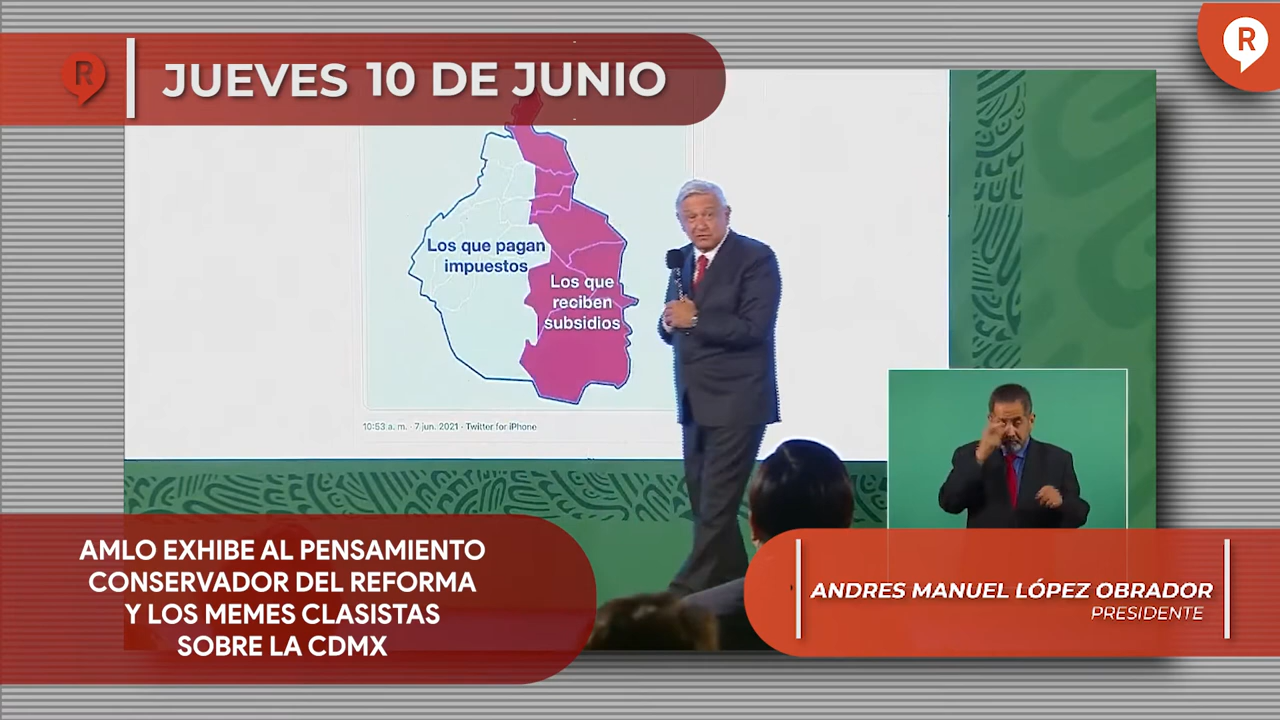 R
R
JUEVES 10 DE JUNIO
Los que pagan
impuestos
Los que
reciben
subsidios
10:53 a. m. · 7 jun. 2021 · Twitter for iPhone
AMLO EXHIBE AL PENSAMIENTO
CONSERVADOR DEL REFORMA
Y LOS MEMES CLASISTAS
SOBRE LA CDMX
ANDRES MANUEL LÓPEZ OBRADOR
PRESIDENTE